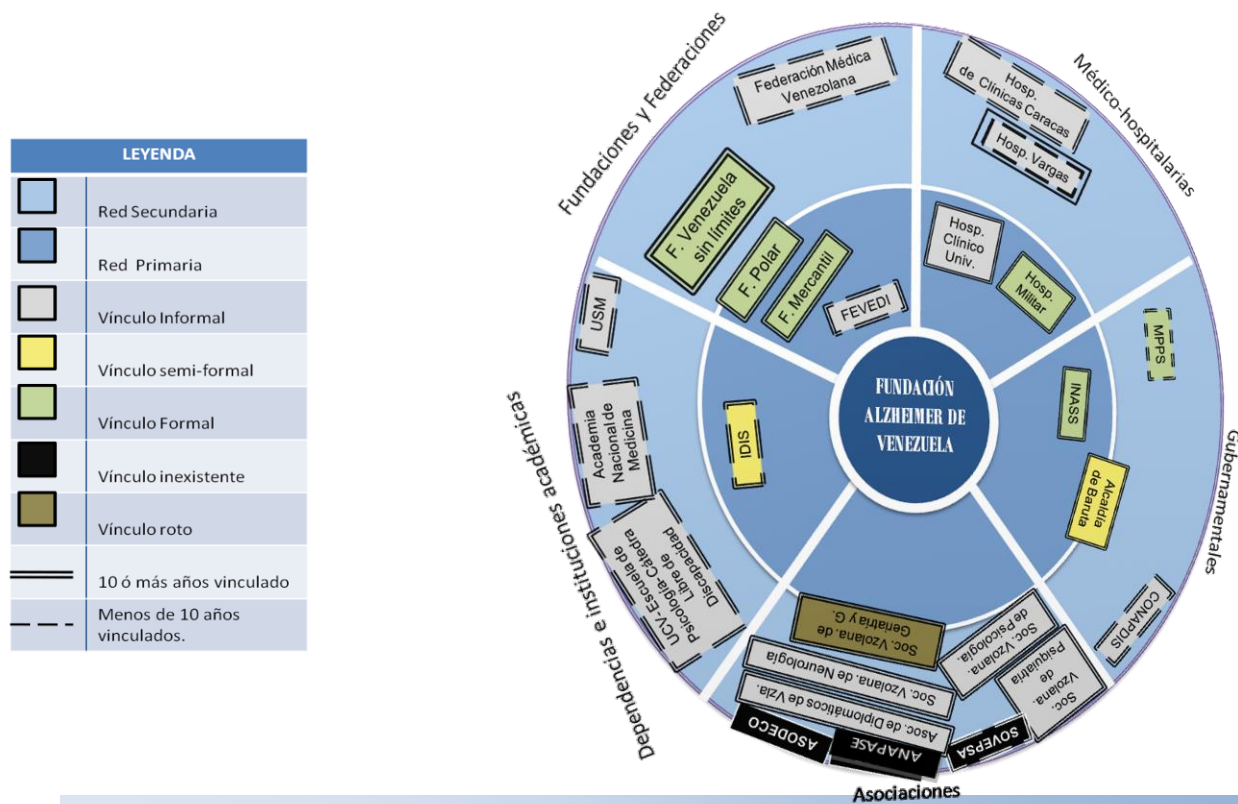 LEYENDA
Red Secundaria
Red Primaria
Vínculo Informal
Vínculo semi-formal
Vínculo Formal
Vínculo inexistente
Vínculo roto
10 ó más años vinculado
Menos de 10 años
vinculados.
Fundaciones y Federaciones
Federación Médica
Venezolana
F. Venezuela
sin límites
F. Polar
F. Mercantil
FEVEDI
Médico-hospitalarias
Hosp.
de Clínicas Caracas
Hosp. Vargas
Hosp.
Clínico
Univ.
Hosp.
Militar
Gubernamentales
MPPS
INASS
Alcaldía
de Baruta
CONAPDIS
FUNDACIÓN
ALZHEIMER DE
VENEZUELA
Dependencias e instituciones académicas
USM
Academia
Nacional de
Medicina
IDIS
UCV-Escuela de
Psicología-Cátedra
Libre de
Discapacidad
Soc. Vzolana. de
Geriatría y G.
Soc. Vzolana. de Neurología
Asoc. de Diplomáticos de Vzla.
ASODECO
ANAPASE
SOVEPSA
Soc. Vzolana.
de Psicología
Soc.
Vzolana.
de
Psiquiatría
Asociaciones